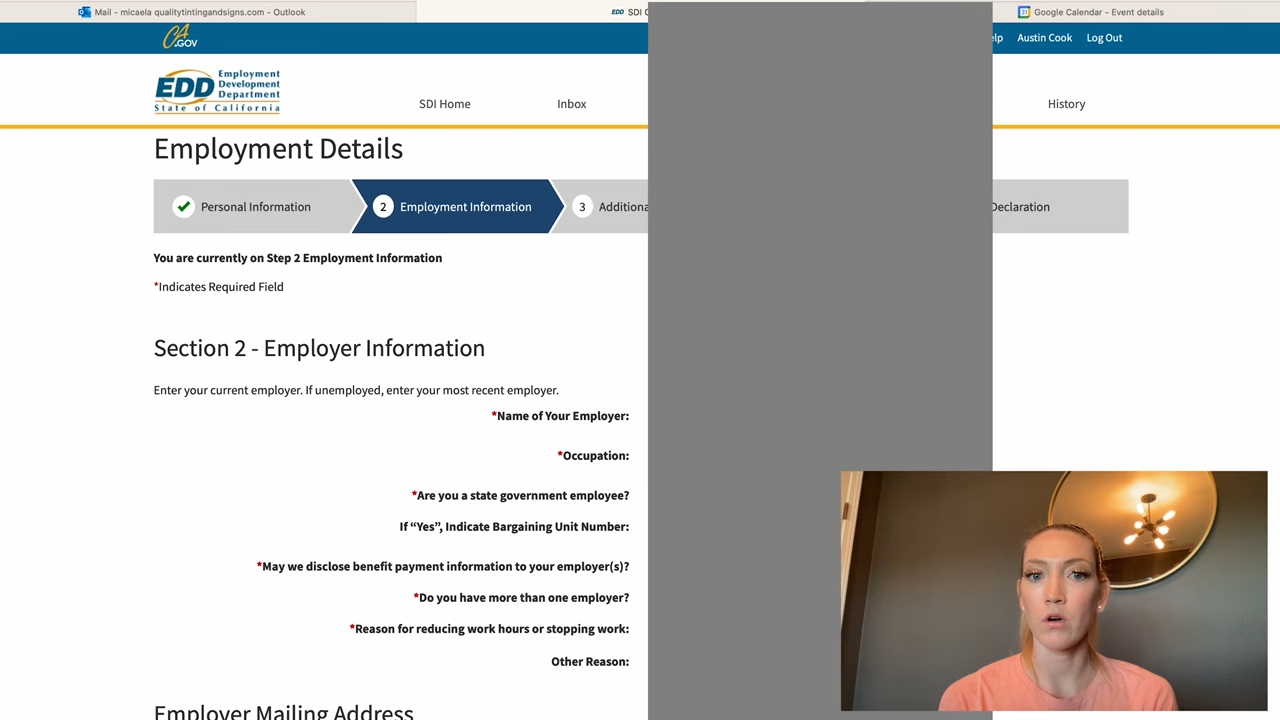 Mail - micaela qualitytintingandsigns.com - Outlook
EDD SDI
Google Calendar - Event details
CA.GOV
Austin Cook Log Out
EDD Employment Development Department
State of California
SDI Home Inbox History
Employment Details
Personal Information 2 Employment Information 3 Declaration
You are currently on Step 2 Employment Information
*Indicates Required Field
Section 2 - Employer Information
Enter your current employer. If unemployed, enter your most recent employer.
*Name of Your Employer:
*Occupation:
*Are you a state government employee?
If “Yes”, Indicate Bargaining Unit Number:
*May we disclose benefit payment information to your employer(s)?
*Do you have more than one employer?
*Reason for reducing work hours or stopping work:
Other Reason:
Employer Mailing Address